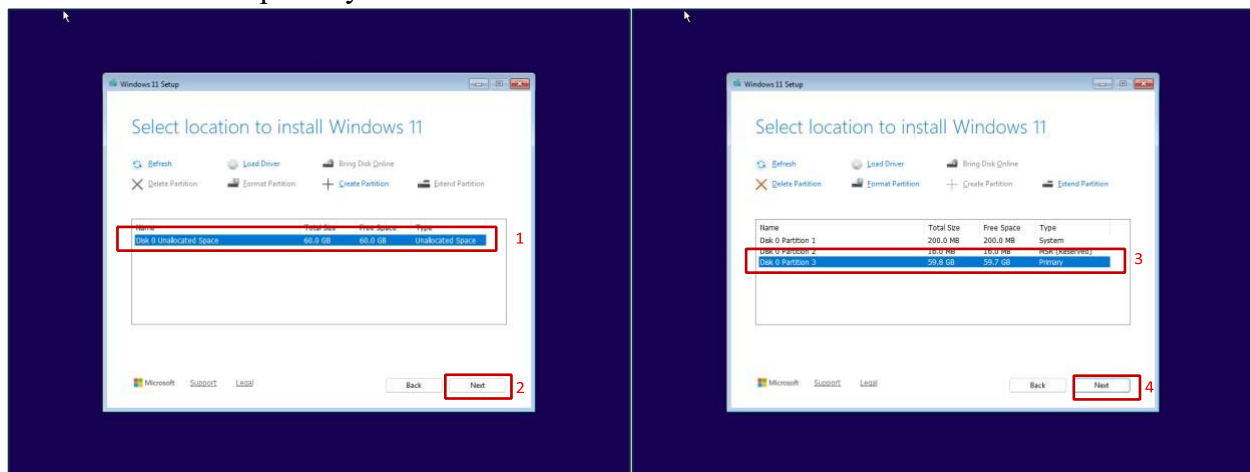 Windows 11 Setup
Select location to install Windows 11
Refresh Load Driver Bring Disk Online
Delete Partition Format Partition Create Partition Extend Partition
Name Total Size Free Space Type
Disk 0 Unallocated Space 60.0 GB 60.0 GB Unallocated Space 1
Microsoft Support Legal Back Next 2
Windows 11 Setup
Select location to install Windows 11
Refresh Load Driver Bring Disk Online
Delete Partition Format Partition Create Partition Extend Partition
Name Total Size Free Space Type
Disk 0 Partition 1 200.0 MB 200.0 MB System
Disk 0 Partition 2 16.0 MB 16.0 MB MSR (Reserved)
Disk 0 Partition 3 59.8 GB 59.7 GB Primary 3
Microsoft Support Legal Back Next 4